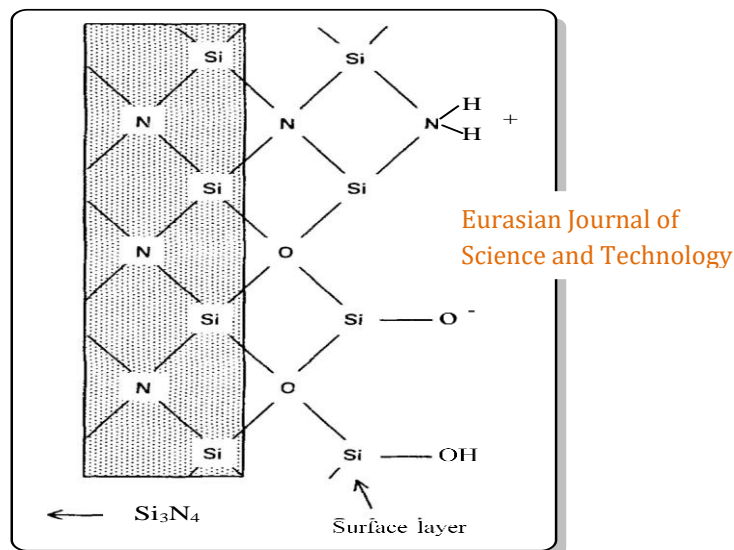 Si Si
N N N H
H +
Si Si
N O
Si Si O -
N O
Si Si OH
Si₃N₄
Surface layer
Eurasian Journal of
Science and Technology